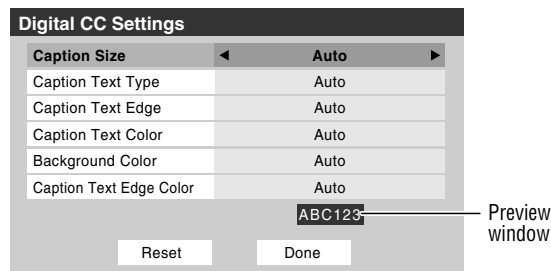 Digital CC Settings
Caption Size ◀ Auto ▶
Caption Text Type Auto
Caption Text Edge Auto
Caption Text Color Auto
Background Color Auto
Caption Text Edge Color Auto
ABC123
Preview
window
Reset Done